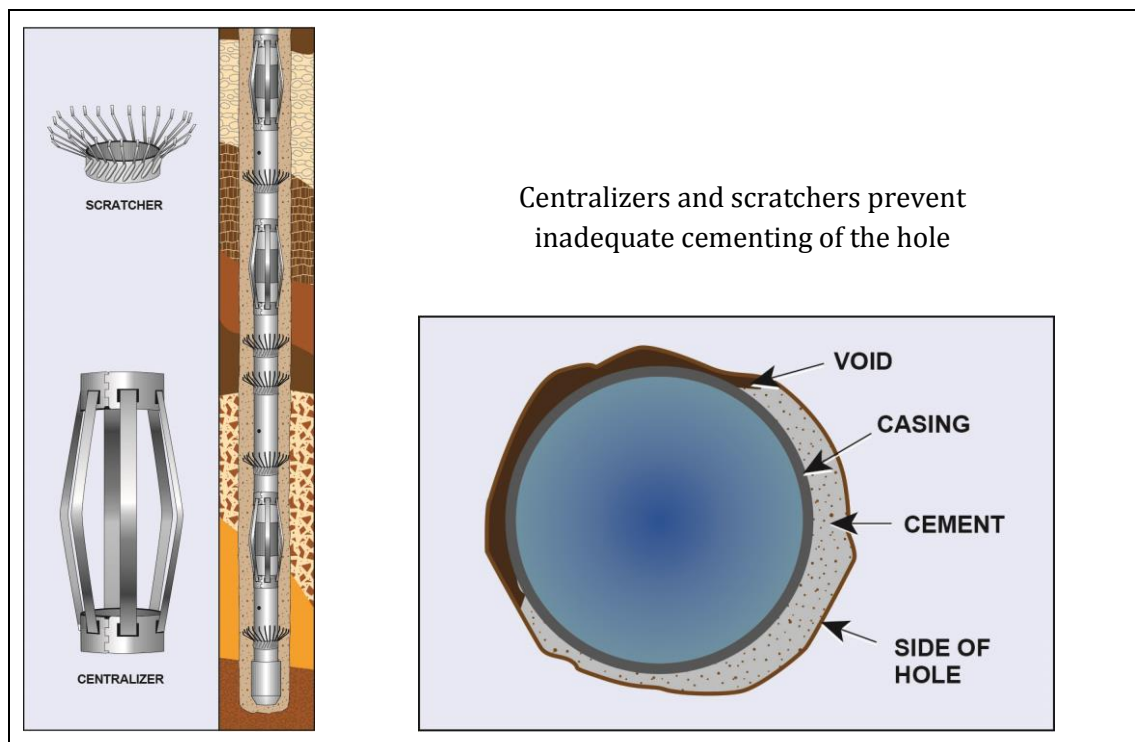 SCRATCHER
CENTRALIZER
Centralizers and scratchers prevent
inadequate cementing of the hole
VOID
CASING
CEMENT
SIDE OF
HOLE